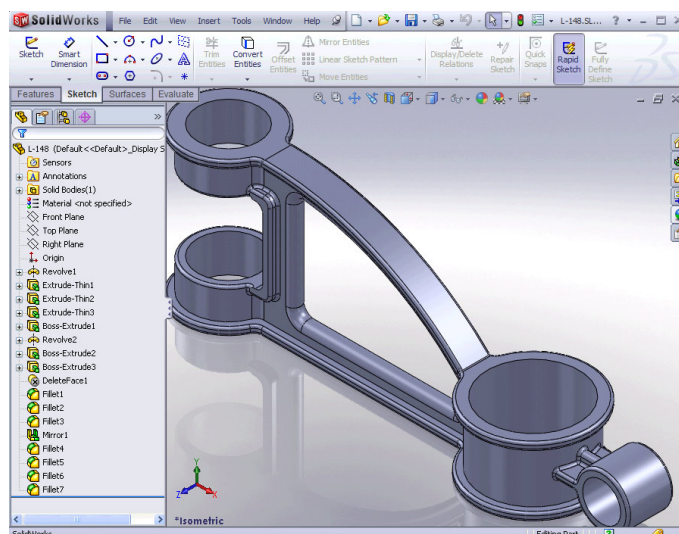 SW SolidWorks File Edit View Insert Tools Window Help L-148.SL... ?
Sketch Smart Dimension Trim Entities Convert Entities Offset Entities Mirror Entities Linear Sketch Pattern Move Entities Display/Delete Relations Repair Sketch Quick Snaps Rapid Sketch Fully Define Sketch
Features Sketch Surfaces Evaluate
L-148 (Default<<Default>_Display S
Sensors
Annotations
Solid Bodies(1)
Material <not specified>
Front Plane
Top Plane
Right Plane
Origin
Revolve1
Extrude-Thin1
Extrude-Thin2
Extrude-Thin3
Boss-Extrude1
Revolve2
Boss-Extrude2
Boss-Extrude3
DeleteFace1
Fillet1
Fillet2
Fillet3
Mirror1
Fillet4
Fillet5
Fillet6
Fillet7
Y
Z X
*Isometric
SolidWorks Editing Part